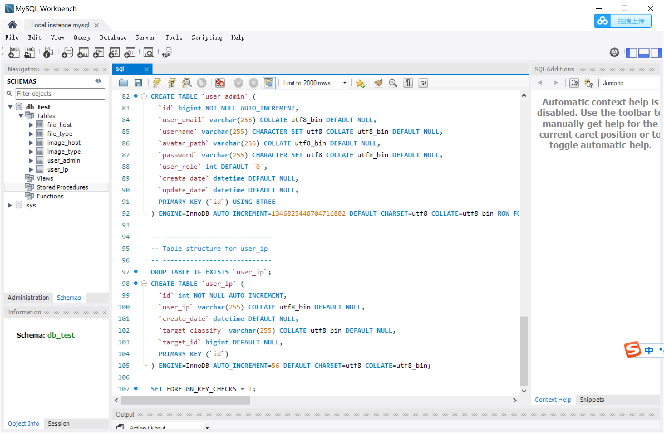 MySQL Workbench
Local instance mysql
File Edit View Query Database Server Tools Scripting Help
Navigator
SCHEMAS
Filter objects
db_test
Tables
file_host
file_type
image_host
image_type
user_admin
user_ip
Views
Stored Procedures
Functions
sys
Administration Schemas
Information
Schema: db_test
Object Info Session
sql
Limit to 2000 rows
82 CREATE TABLE `user_admin` (
83 `id` bigint NOT NULL AUTO_INCREMENT,
84 `user_email` varchar(255) COLLATE utf8_bin DEFAULT NULL,
85 `username` varchar(255) CHARACTER SET utf8 COLLATE utf8_bin DEFAULT NULL,
86 `avatar_path` varchar(255) COLLATE utf8_bin DEFAULT NULL,
87 `password` varchar(255) CHARACTER SET utf8 COLLATE utf8_bin DEFAULT NULL,
88 `user_role` int DEFAULT '0',
89 `create_date` datetime DEFAULT NULL,
90 `update_date` datetime DEFAULT NULL,
91 PRIMARY KEY (`id`) USING BTREE
92 ) ENGINE=InnoDB AUTO_INCREMENT=1346825448704716802 DEFAULT CHARSET=utf8 COLLATE=utf8_bin ROW_FO
93
94 -- ----------------------------
95 -- Table structure for user_ip
96 -- ----------------------------
97 DROP TABLE IF EXISTS `user_ip`;
98 CREATE TABLE `user_ip` (
99 `id` int NOT NULL AUTO_INCREMENT,
100 `user_ip` varchar(255) COLLATE utf8_bin DEFAULT NULL,
101 `create_date` datetime DEFAULT NULL,
102 `target_classify` varchar(255) COLLATE utf8_bin DEFAULT NULL,
103 `target_id` bigint DEFAULT NULL,
104 PRIMARY KEY (`id`)
105 ) ENGINE=InnoDB AUTO_INCREMENT=56 DEFAULT CHARSET=utf8 COLLATE=utf8_bin;
106
107 SET FOREIGN_KEY_CHECKS = 1;
Output
Action Output
SQL Additions
Jump to
Automatic context help is
disabled. Use the toolbar to
manually get help for the
current caret position or to
toggle automatic help.
Context Help Snippets
中